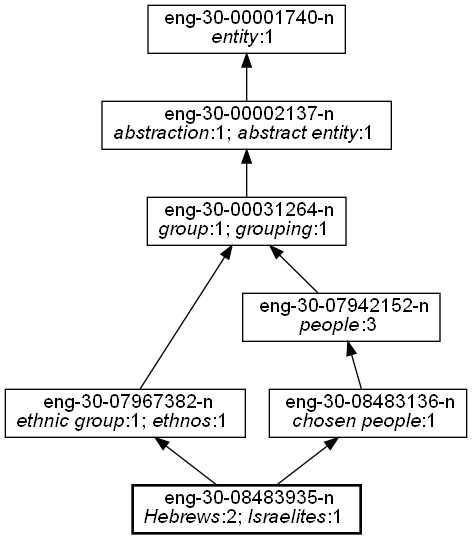 eng-30-00001740-n
entity:1
eng-30-00002137-n
abstraction:1; abstract entity:1
eng-30-00031264-n
group:1; grouping:1
eng-30-07942152-n
people:3
eng-30-07967382-n
ethnic group:1; ethnos:1
eng-30-08483136-n
chosen people:1
eng-30-08483935-n
Hebrews:2; Israelites:1